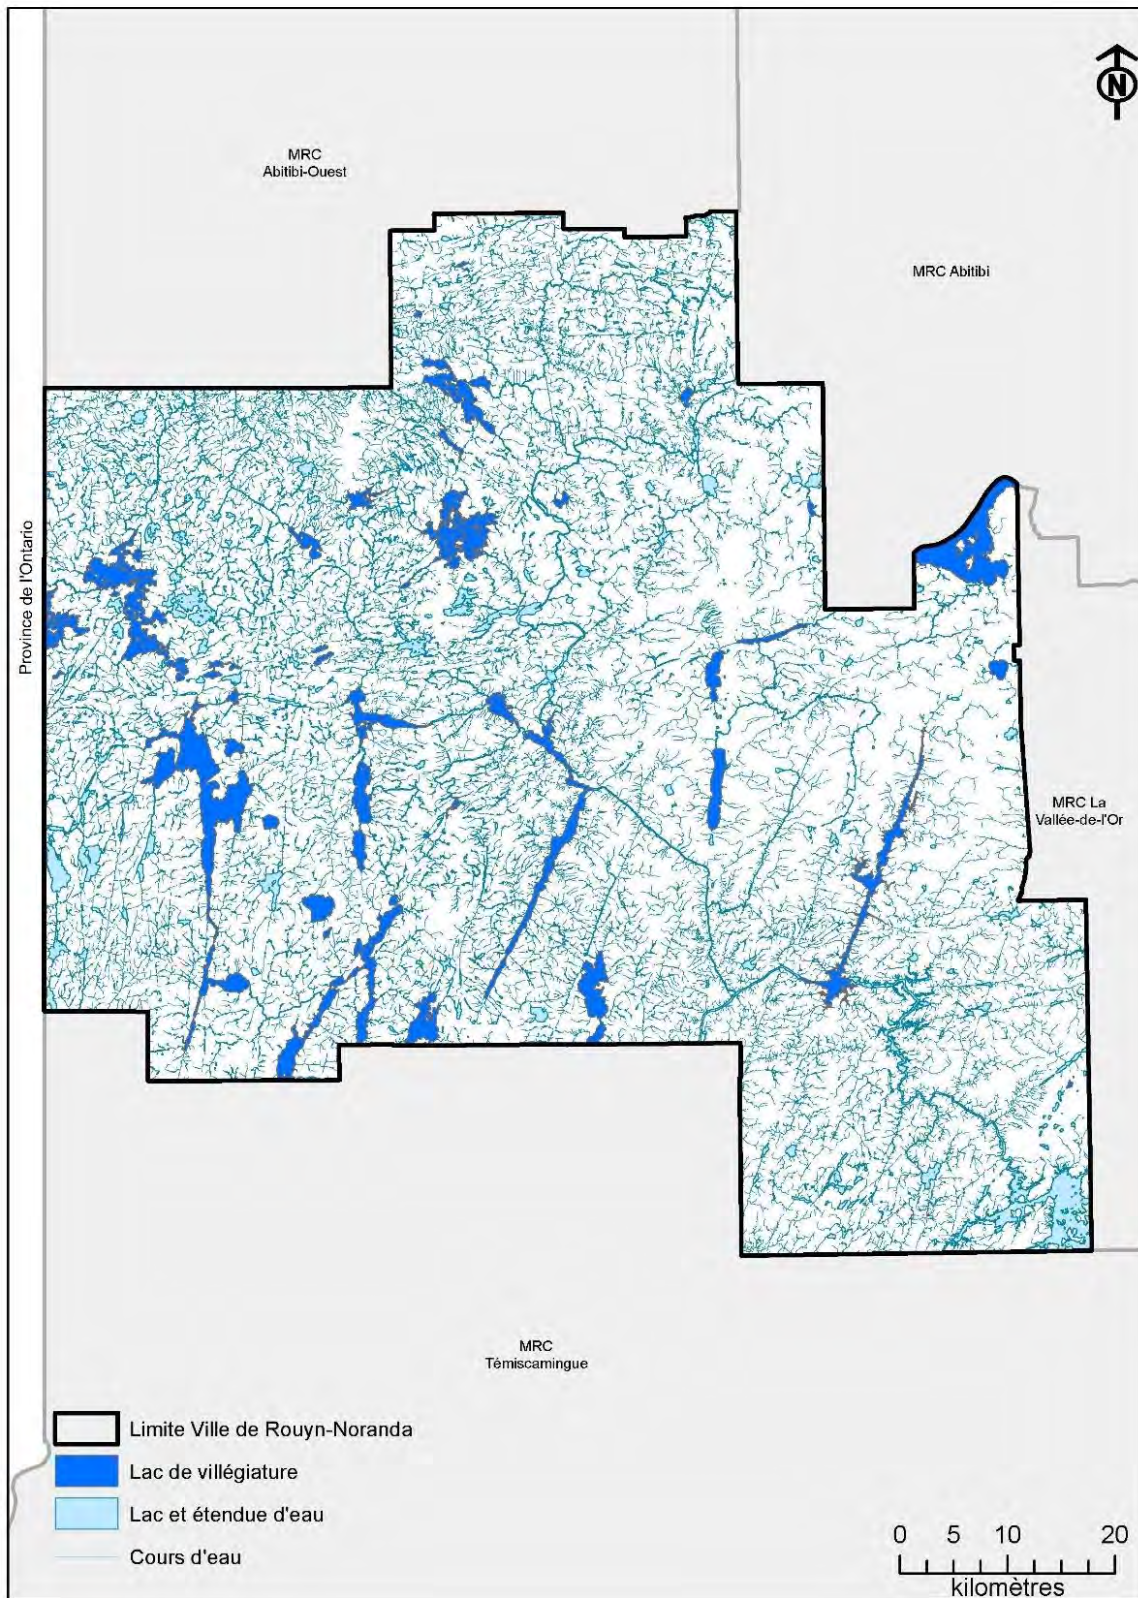 N
MRC
Abitibi-Ouest
MRC Abitibi
Province de l'Ontario
MRC La
Vallée-de-l'Or
MRC
Témiscamingue
Limite Ville de Rouyn-Noranda
Lac de villégiature
Lac et étendue d'eau
Cours d'eau
0 5 10 20
kilomètres